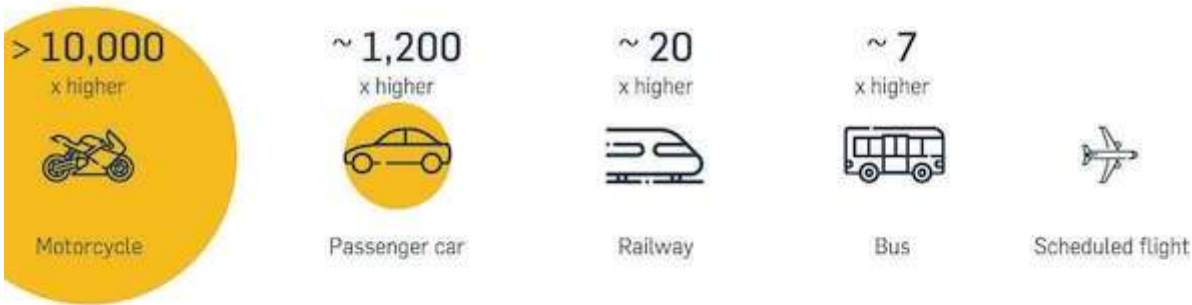 > 10,000
x higher
Motorcycle
~ 1,200
x higher
Passenger car
~ 20
x higher
Railway
~ 7
x higher
Bus
Scheduled flight